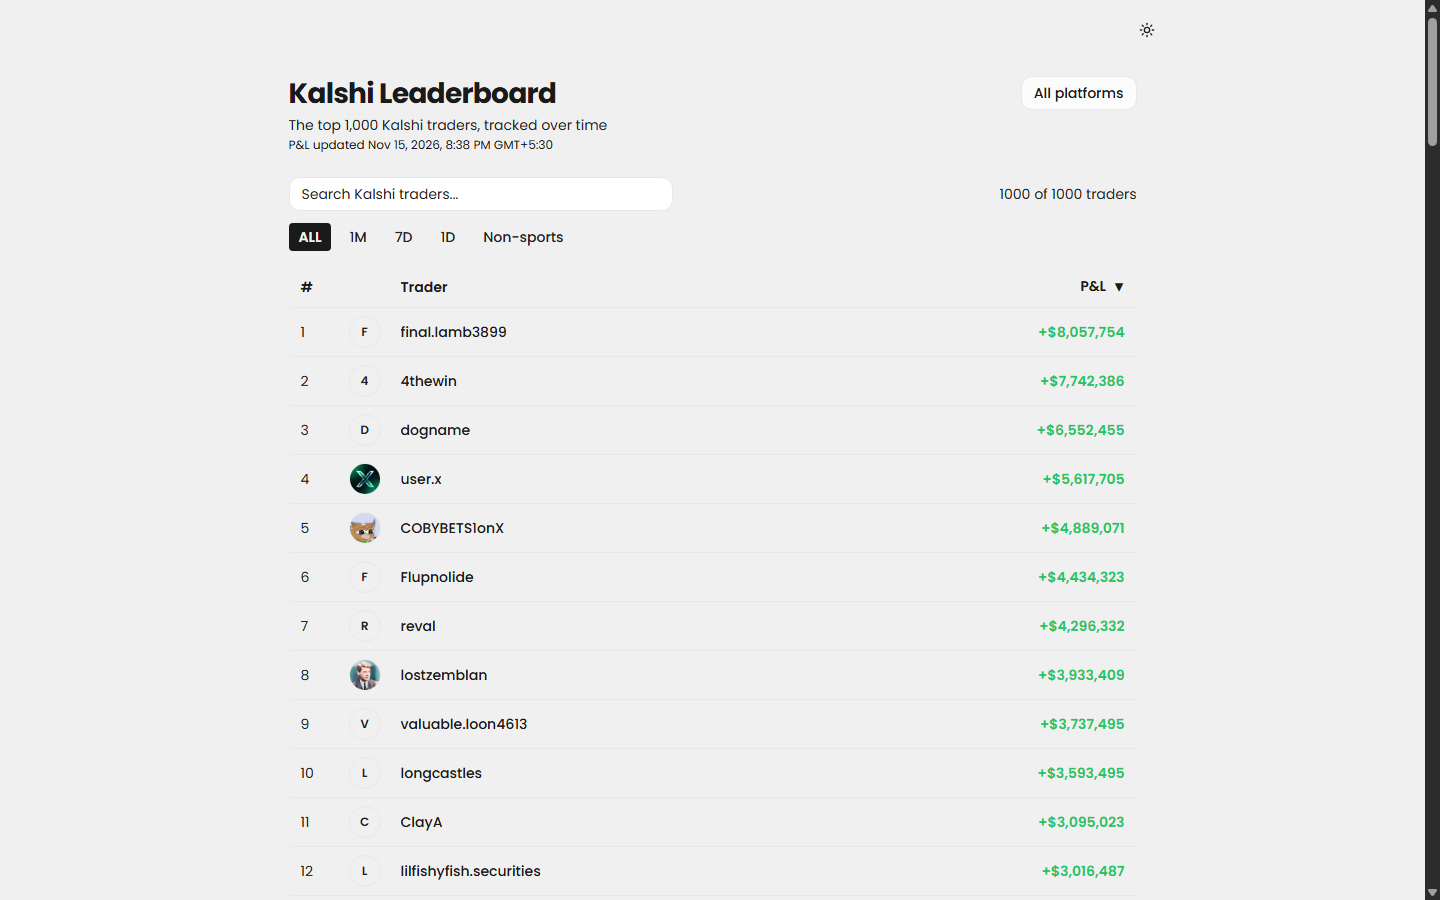 Kalshi Leaderboard
All platforms
The top 1,000 Kalshi traders, tracked over time
P&L updated Nov 15, 2026, 8:38 PM GMT+5:30
Search Kalshi traders...
1000 of 1000 traders
ALL 1M 7D 1D Non-sports
# Trader P&L ▼
1 F final.lamb3899 +$8,057,754
2 4 4thewin +$7,742,386
3 D dogname +$6,552,455
4 X user.x +$5,617,705
5 COBYBETS1onX +$4,889,071
6 F Flupnolide +$4,434,323
7 R reval +$4,296,332
8 lostzemblan +$3,933,409
9 V valuable.loon4613 +$3,737,495
10 L longcastles +$3,593,495
11 C ClayA +$3,095,023
12 L lilfishyfish.securities +$3,016,487